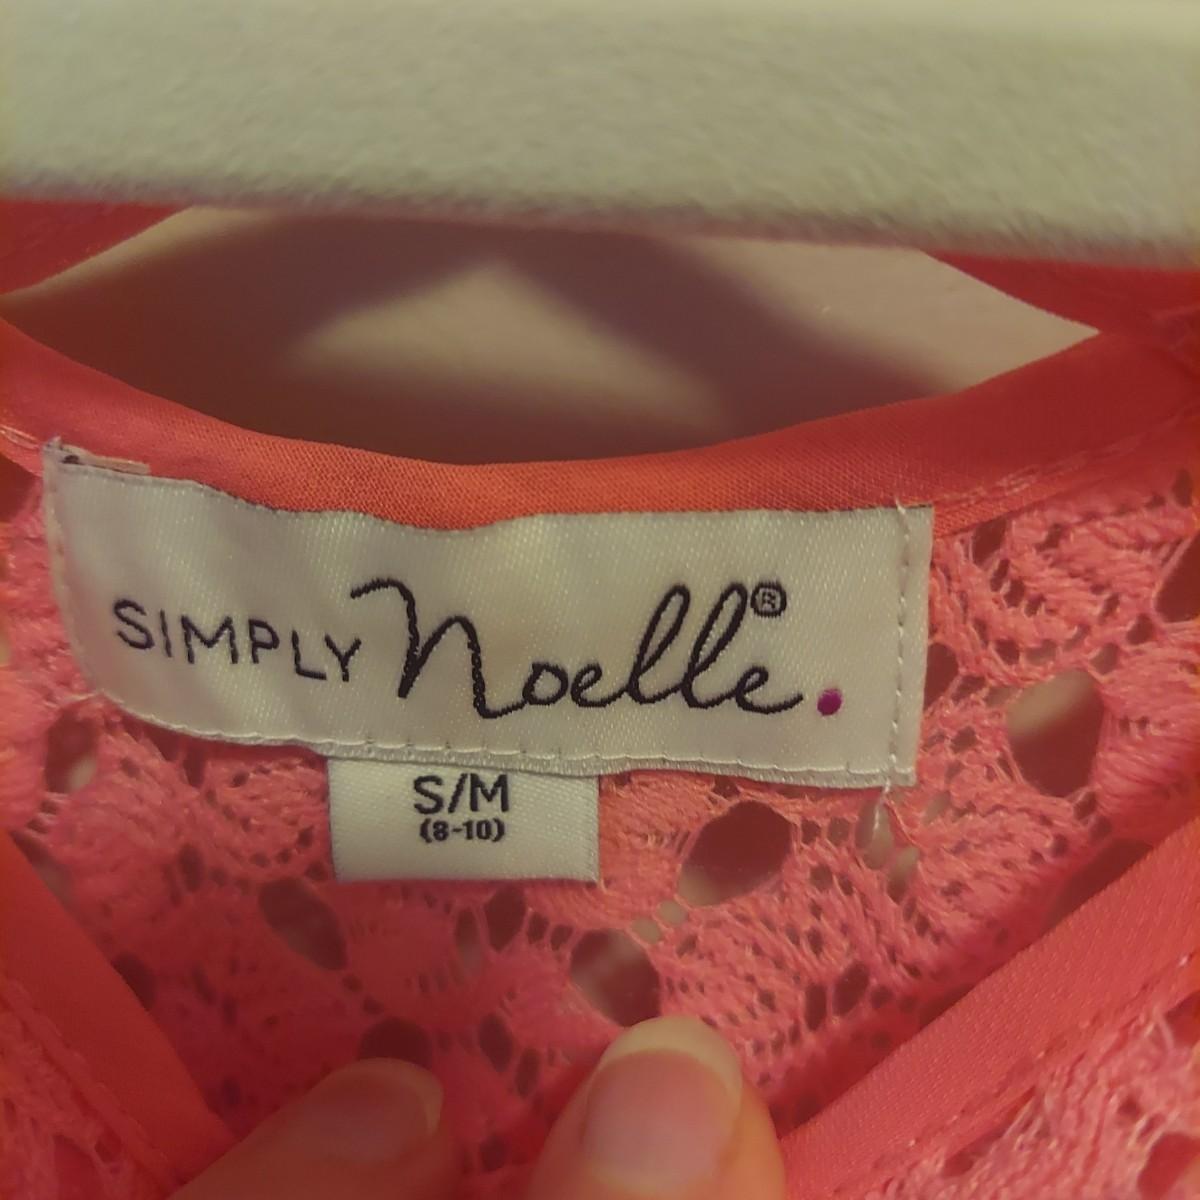 SIMPLY Noelle.®
S/M
(8-10)